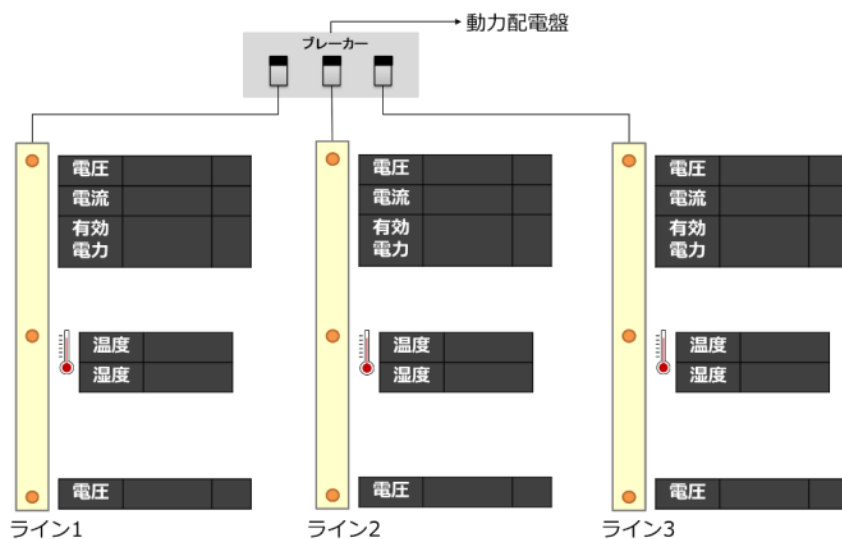 動力配電盤
ブレーカー
電圧
電流
有効
電力
温度
湿度
電圧
ライン1
電圧
電流
有効
電力
温度
湿度
電圧
ライン2
電圧
電流
有効
電力
温度
湿度
電圧
ライン3